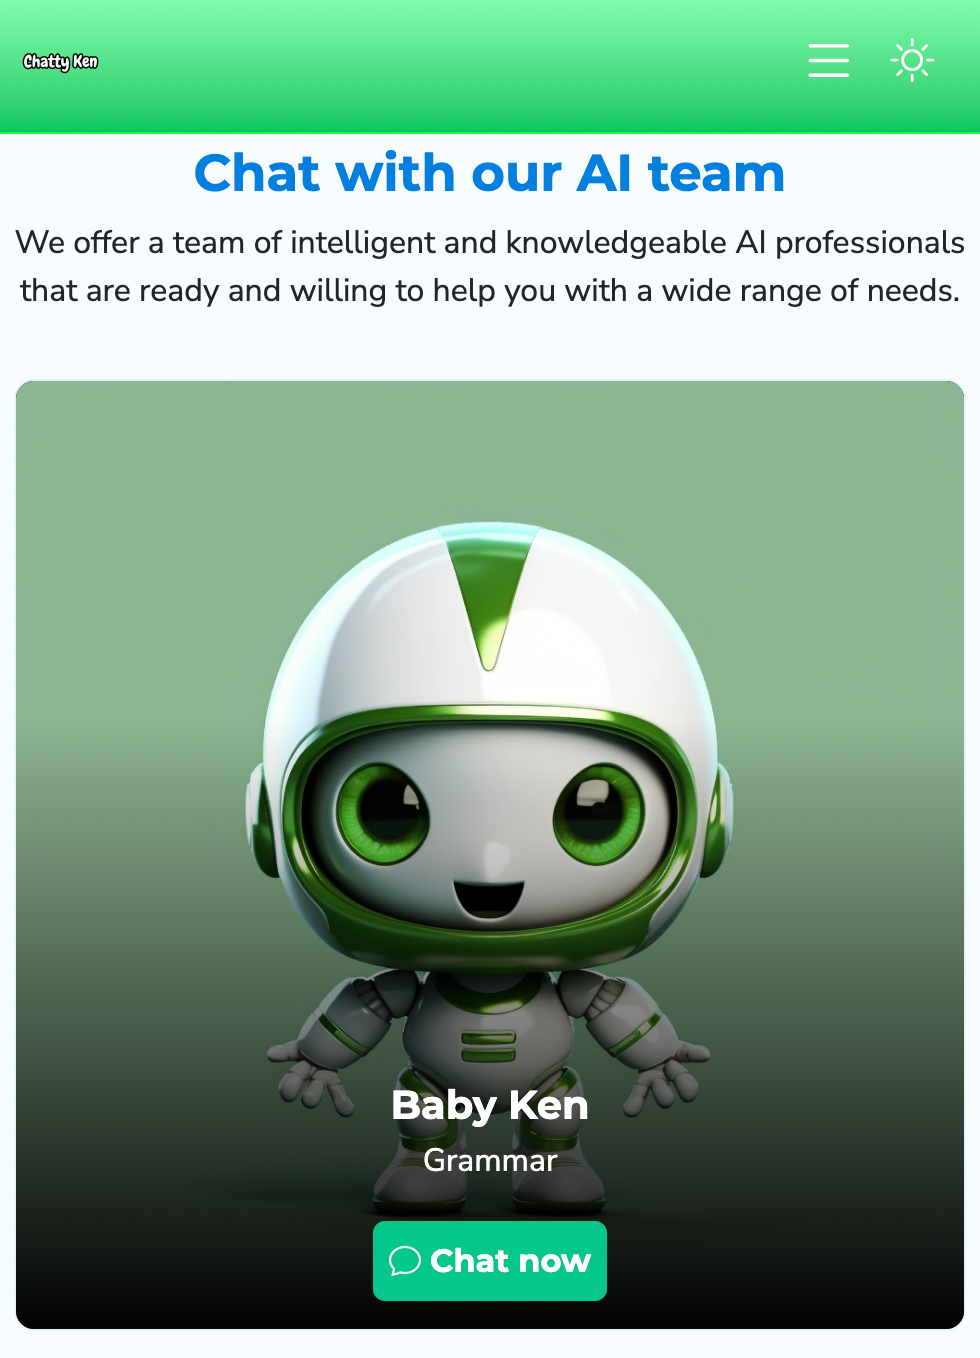 Chatty Ken
Chat with our AI team
We offer a team of intelligent and knowledgeable AI professionals
that are ready and willing to help you with a wide range of needs.
Baby Ken
Grammar
Chat now